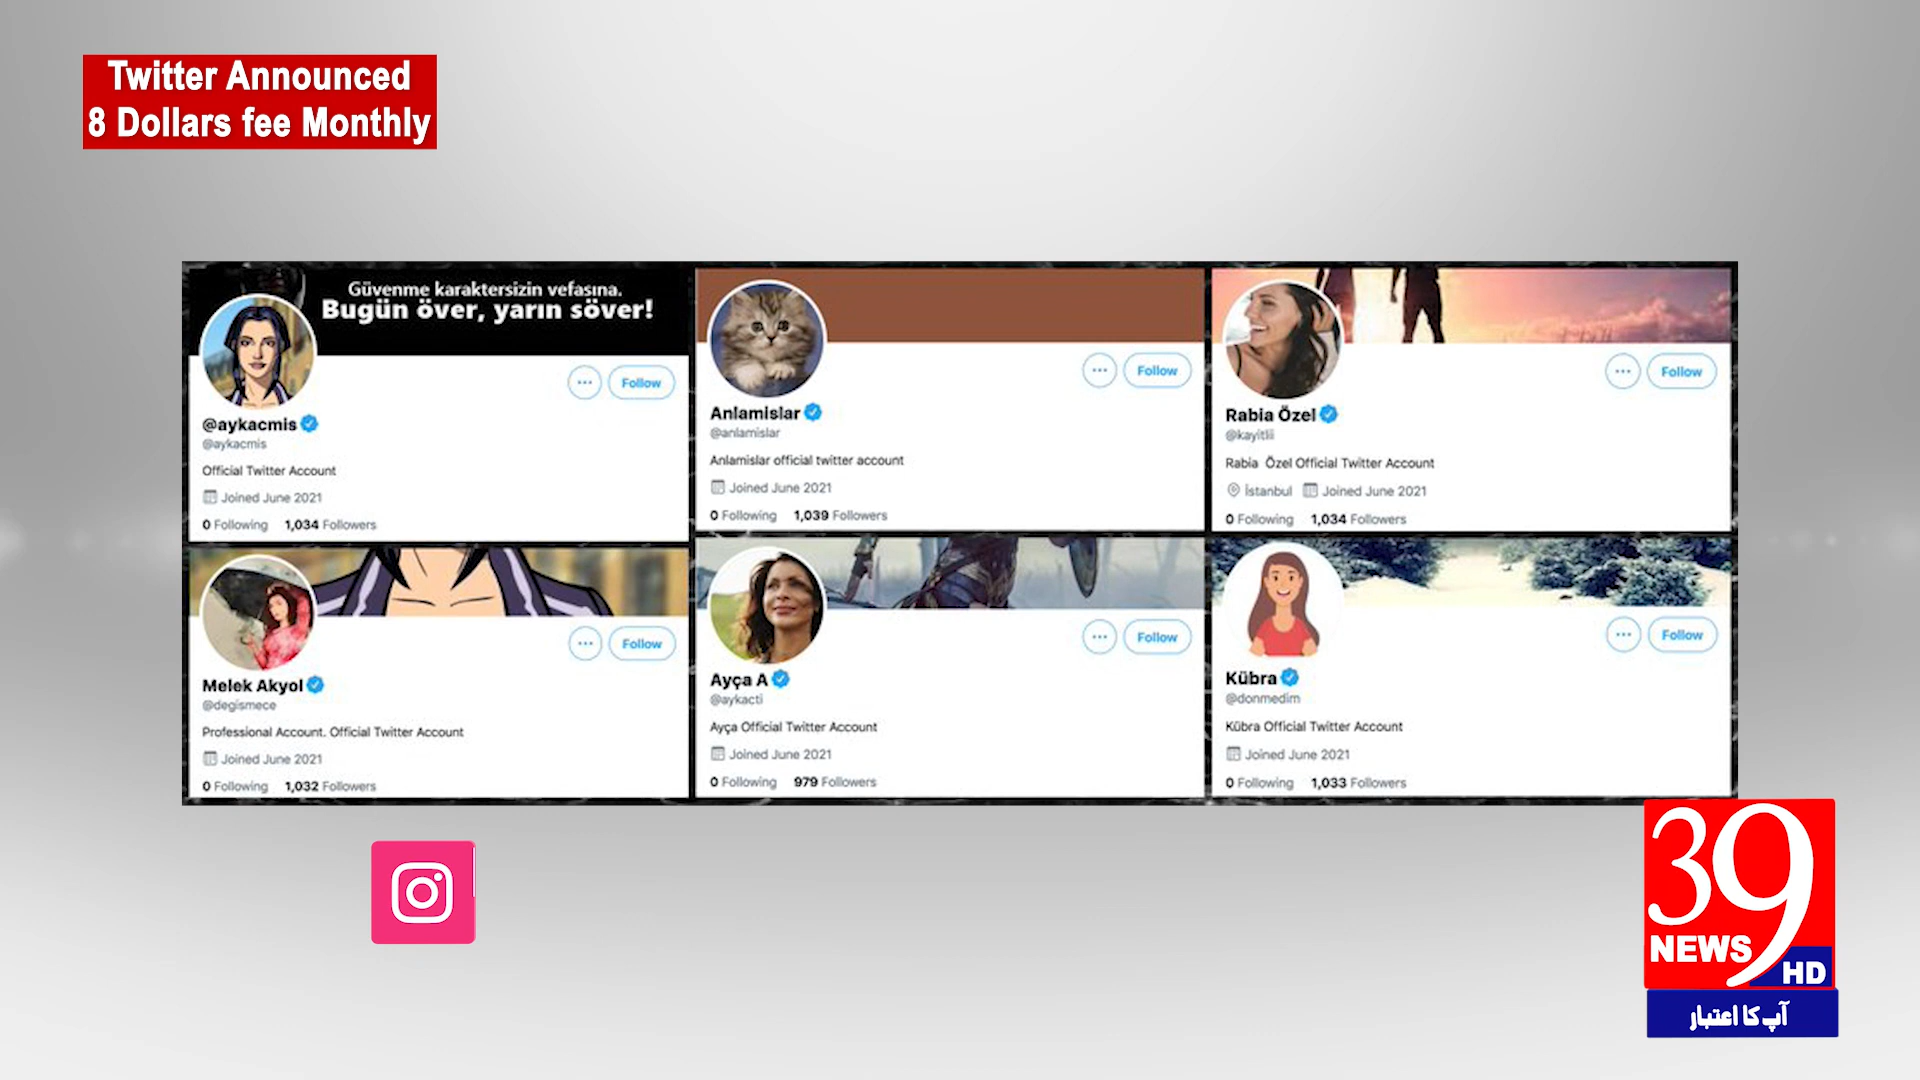 Twitter Announced
8 Dollars fee Monthly
Güvenme karaktersizin vefasına.
Bugün över, yarın söver!
Follow
@aykacmis
@aykacmis
Official Twitter Account
Joined June 2021
0 Following 1,034 Followers
Follow
Anlamislar
@anlamislar
Anlamislar official twitter account
Joined June 2021
0 Following 1,039 Followers
Follow
Rabia Özel
@kayitlii
Rabia Özel Official Twitter Account
İstanbul Joined June 2021
0 Following 1,034 Followers
Follow
Melek Akyol
@degismece
Professional Account. Official Twitter Account
Joined June 2021
0 Following 1,032 Followers
Follow
Ayça A
@aykacti
Ayça Official Twitter Account
Joined June 2021
0 Following 979 Followers
Follow
Kübra
@donmedim
Kübra Official Twitter Account
Joined June 2021
0 Following 1,033 Followers
39
NEWS
HD
آپ کا اعتبار